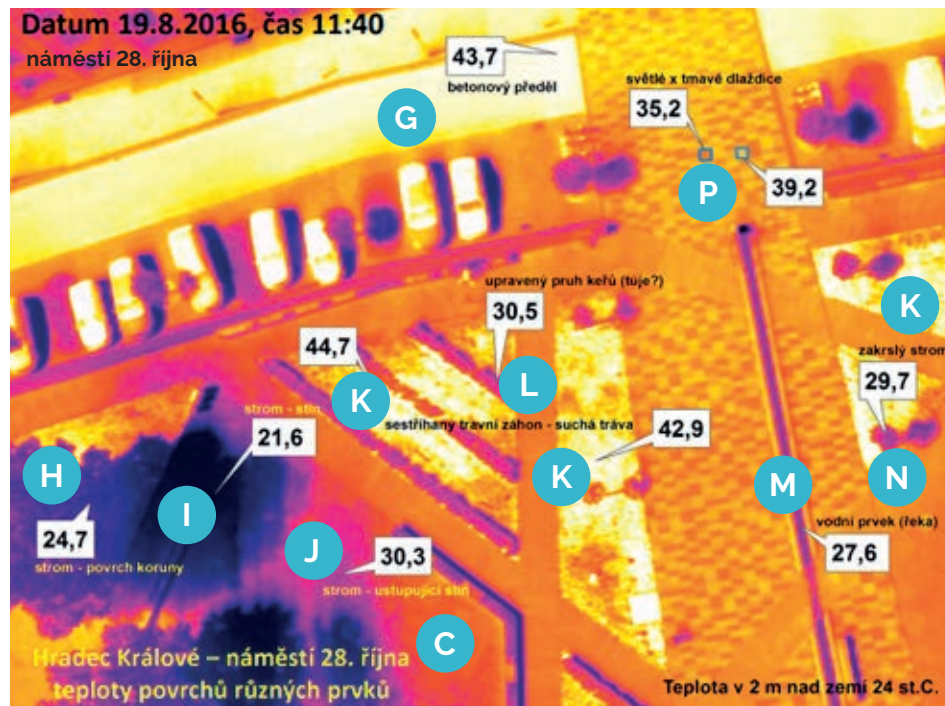 Datum 19.8.2016, čas 11:40
náměstí 28. října
43,7
betonový předěl
G
světlé x tmavé dlaždice
35,2
39,2
P
upravený pruh keřů (túje?)
30,5
K
44,7
K
L
zakrslý strom
29,7
strom - stín
21,6
sestříhaný travní záhon - suchá tráva
42,9
H
K
M
N
I
24,7
strom - povrch koruny
J
30,3
strom - ustupující stín
vodní prvek (řeka)
27,6
C
Hradec Králové – náměstí 28. října
teploty povrchů různých prvků
Teplota v 2 m nad zemí 24 st.C.